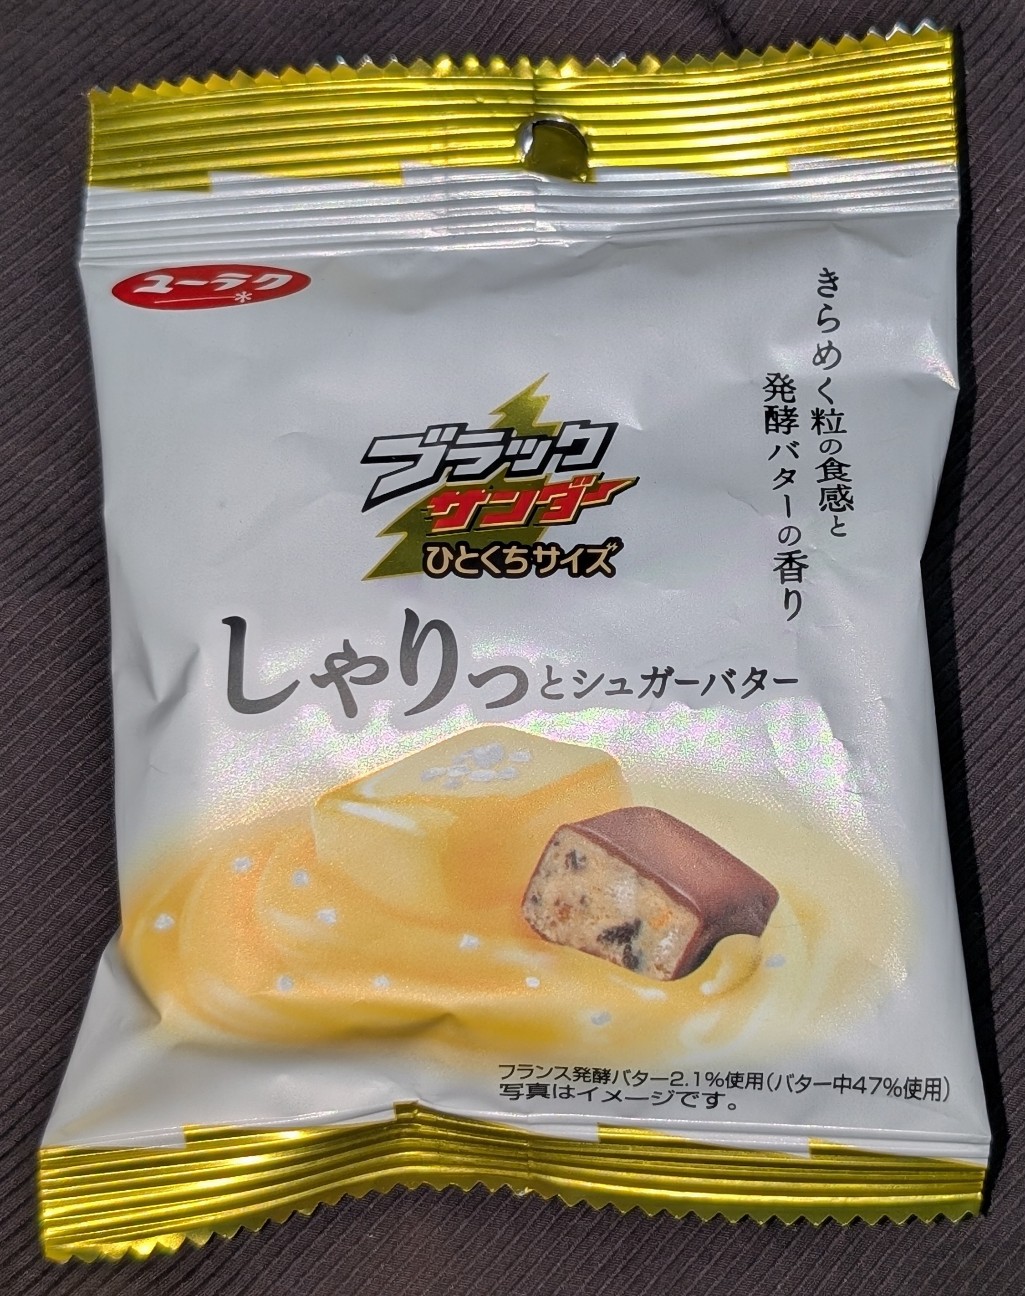 ユーラク
きらめく粒の食感と
発酵バターの香り
ブラック
サンダー
ひとくちサイズ
しゃりっとシュガーバター
フランス発酵バター2.1%使用(バター中47%使用)
写真はイメージです。